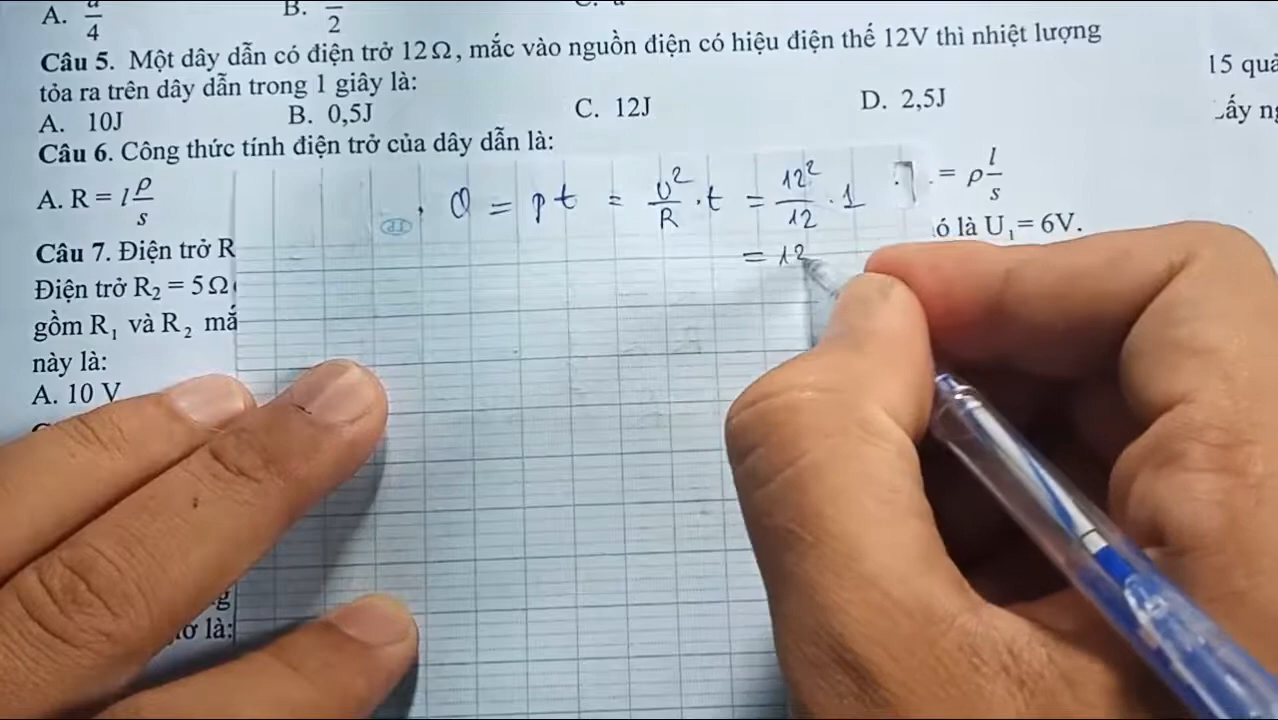 A. a/4 B. /2
Câu 5. Một dây dẫn có điện trở 12Ω, mắc vào nguồn điện có hiệu điện thế 12V thì nhiệt lượng
tỏa ra trên dây dẫn trong 1 giây là:
A. 10J B. 0,5J C. 12J D. 2,5J
Câu 6. Công thức tính điện trở của dây dẫn là:
A. R = l ρ/s
= ρ l/s
Q = pt = U²/R . t = 12²/12 . 1
= 12
Câu 7. Điện trở R
ó là U₁ = 6V.
Điện trở R₂ = 5Ω
gồm R₁ và R₂ mắ
này là:
A. 10 V
g
ơ là:
15 quả
ấy ng